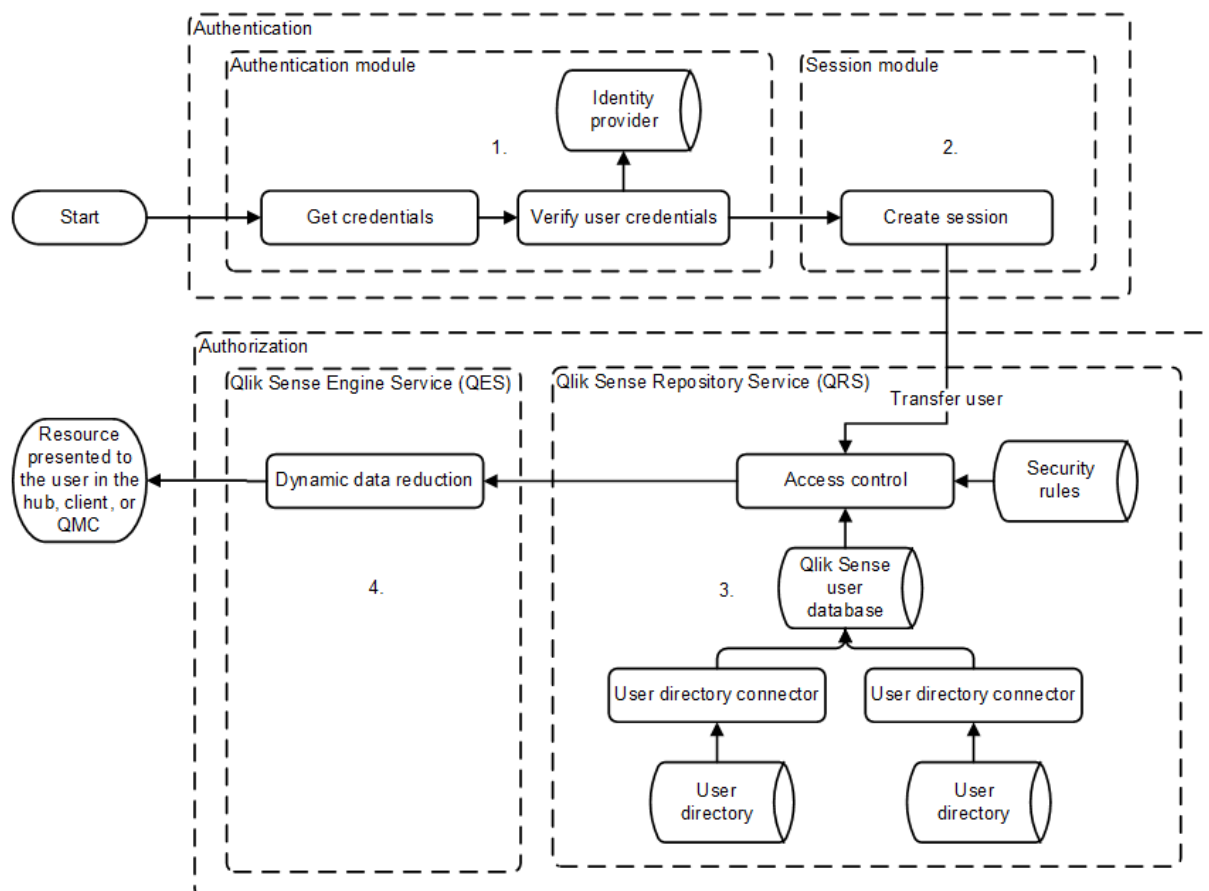 Authentication
Authentication module
Session module
Identity
provider
1.
2.
Start
Get credentials
Verify user credentials
Create session
Authorization
Qlik Sense Engine Service (QES)
Qlik Sense Repository Service (QRS)
Transfer user
Resource
presented to
the user in the
hub, client, or
QMC
Dynamic data reduction
Access control
Security
rules
4.
3.
Qlik Sense
user
database
User directory connector
User directory connector
User
directory
User
directory